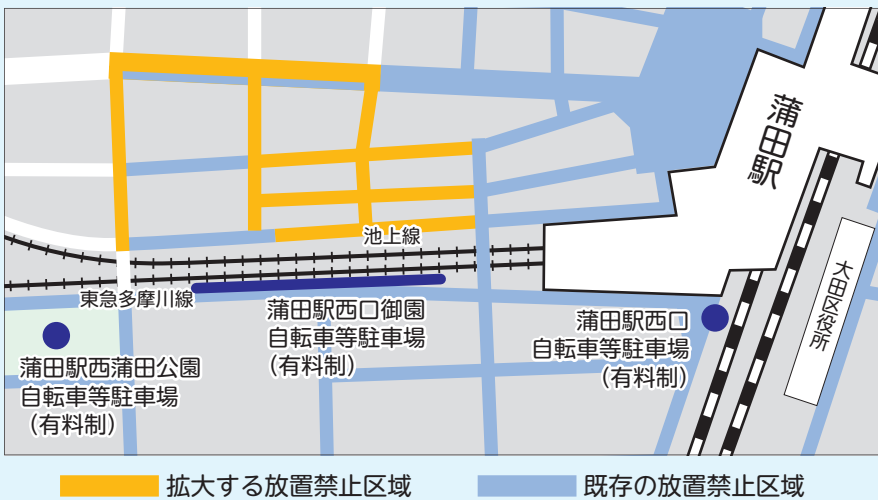 蒲田駅
池上線
東急多摩川線
蒲田駅西口御園
自転車等駐車場
(有料制)
蒲田駅西口
自転車等駐車場
(有料制)
大田区役所
蒲田駅西蒲田公園
自転車等駐車場
(有料制)
拡大する放置禁止区域
既存の放置禁止区域